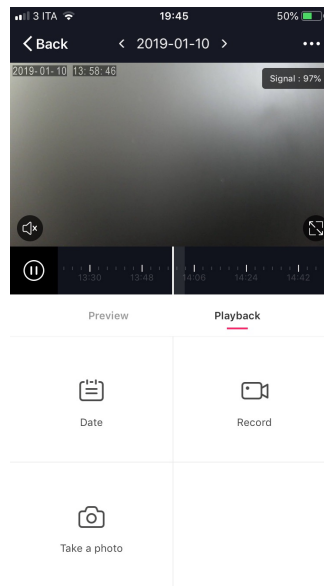 3 ITA 19:45 50%
Back 2019-01-10
2019-01-10 13:58:46
Signal : 97%
13:30 13:48 14:06 14:24 14:42
Preview Playback
Date Record
Take a photo